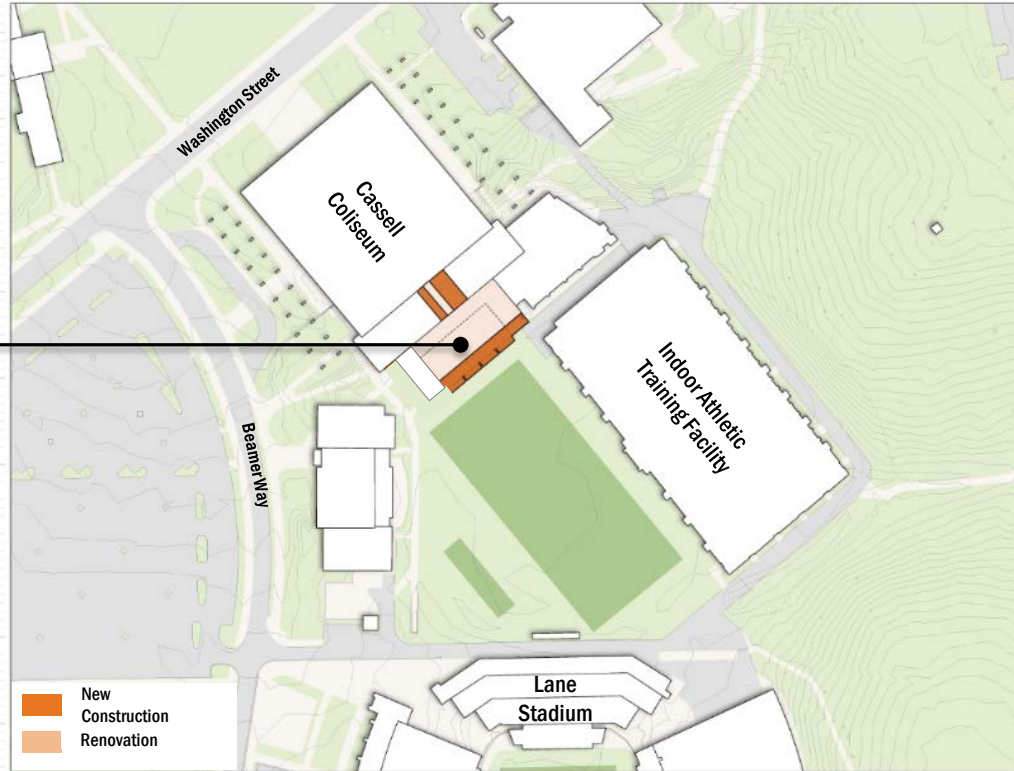 Washington Street
Cassell
Coliseum
Indoor Athletic
Training Facility
Beamer Way
Lane
Stadium
New
Construction
Renovation